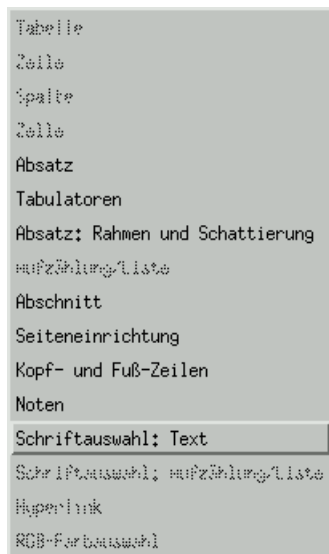 Tabelle
Zeile
Spalte
Zelle
Absatz
Tabulatoren
Absatz: Rahmen und Schattierung
Aufzählung/Liste
Abschnitt
Seiteneinrichtung
Kopf- und Fuß-Zeilen
Noten
Schriftauswahl: Text
Schriftauswahl: Aufzählung/Liste
Hyperlink
RGB-Farbauswahl